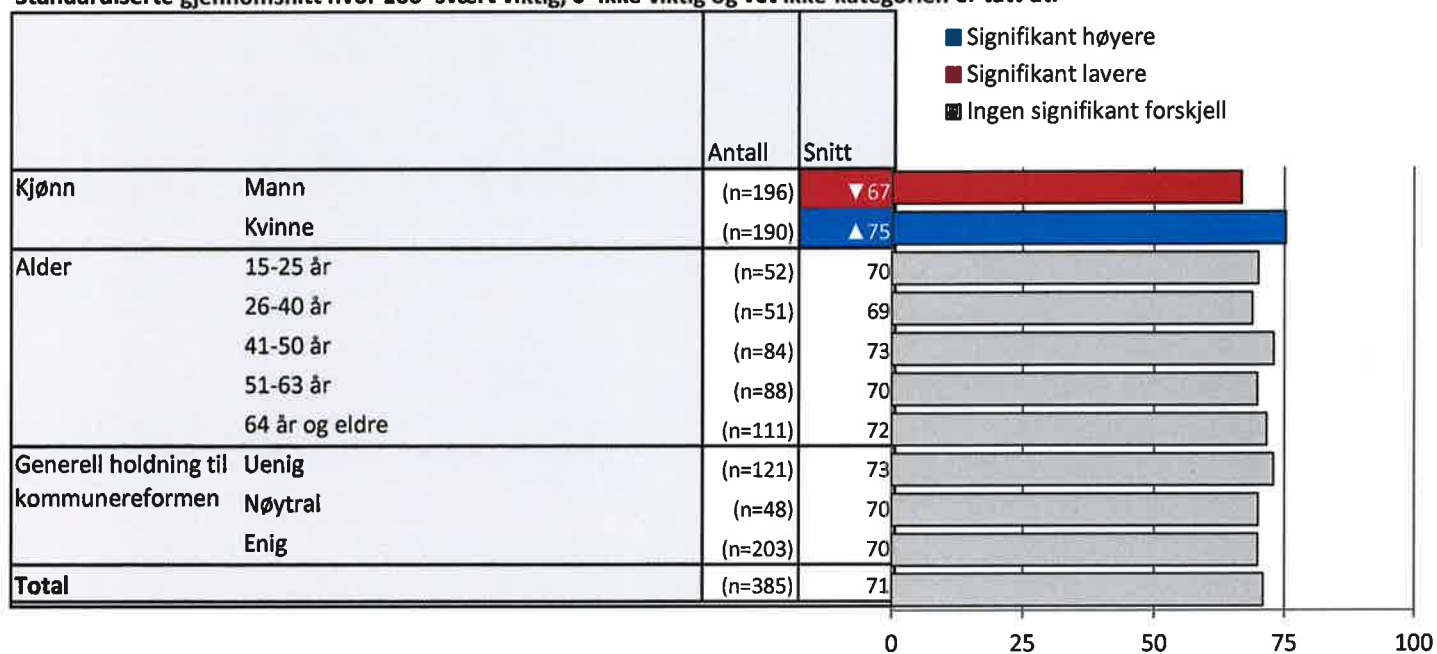 Signifikant høyere
Signifikant lavere
Ingen signifikant forskjell
Antall Snitt
Kjønn Mann (n=196) ▼67
Kvinne (n=190) ▲75
Alder 15-25 år (n=52) 70
26-40 år (n=51) 69
41-50 år (n=84) 73
51-63 år (n=88) 70
64 år og eldre (n=111) 72
Generell holdning til Uenig (n=121) 73
kommunereformen Nøytral (n=48) 70
Enig (n=203) 70
Total (n=385) 71
0 25 50 75 100